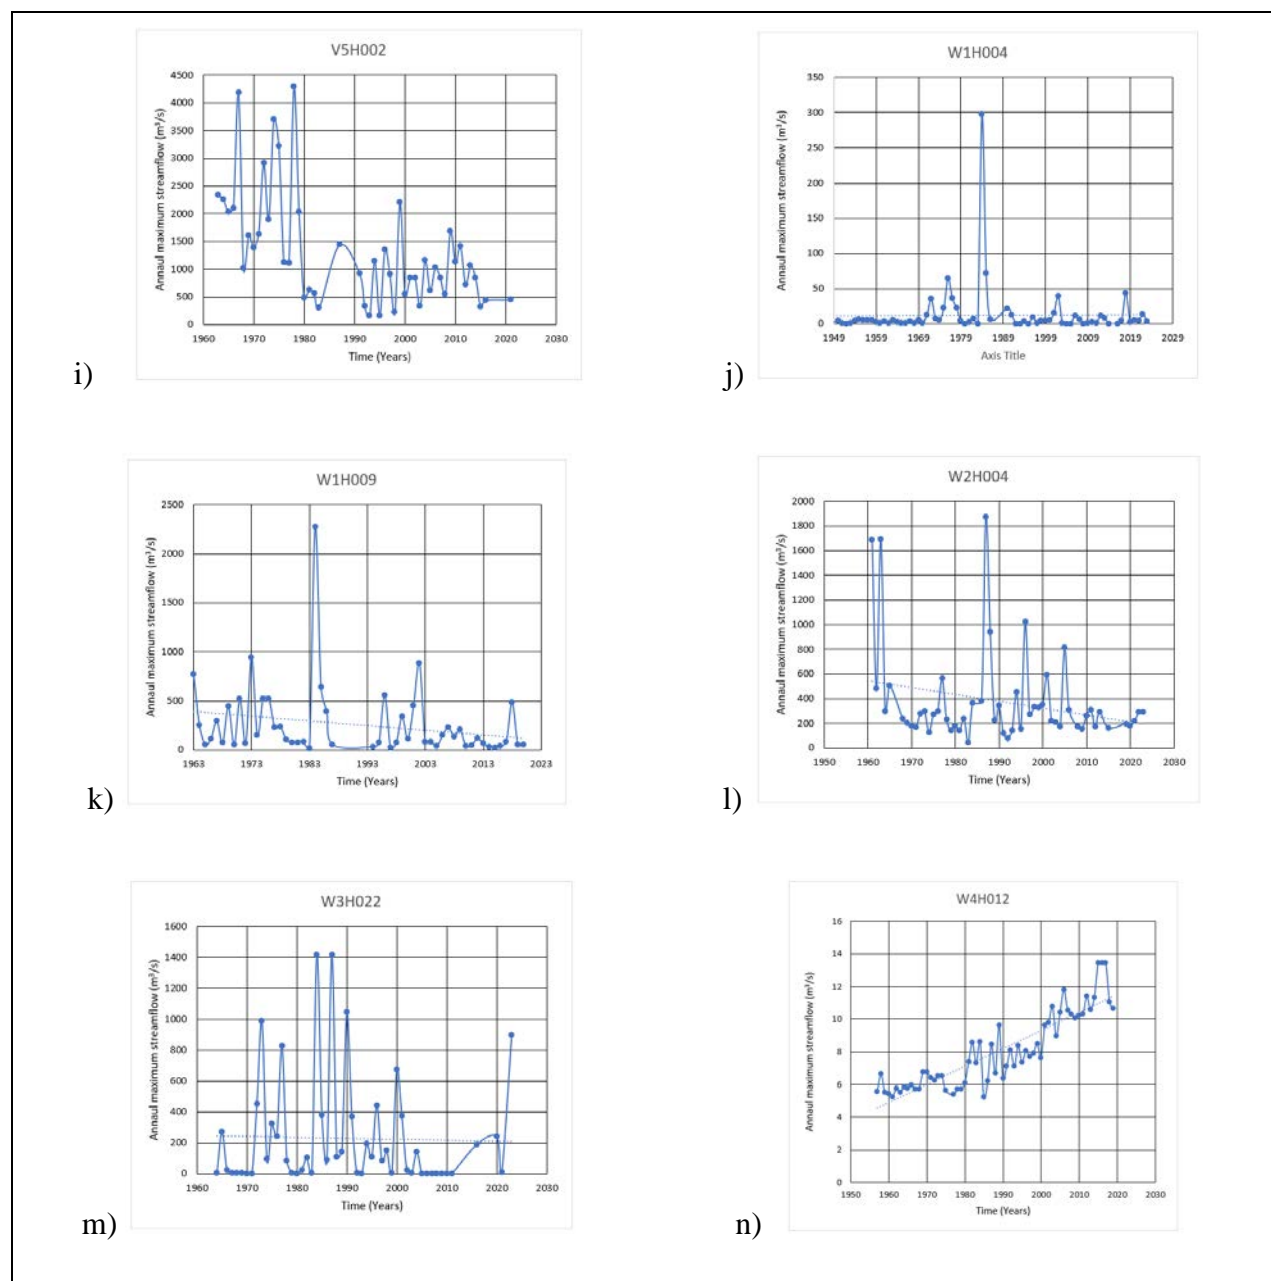 V5H002
Annaul maximum streamflow (m³/s)
4500
4000
3500
3000
2500
2000
1500
1000
500
0
1960 1970 1980 1990 2000 2010 2020 2030
Time (Years)
i)
W1H004
Annaul maximum streamflow (m³/s)
350
300
250
200
150
100
50
0
1949 1959 1969 1979 1989 1999 2009 2019 2029
Axis Title
j)
W1H009
Annaul maximum streamflow (m³/s)
2500
2000
1500
1000
500
0
1963 1973 1983 1993 2003 2013 2023
Time (Years)
k)
W2H004
Annaul maximum streamflow (m³/s)
2000
1800
1600
1400
1200
1000
800
600
400
200
0
1950 1960 1970 1980 1990 2000 2010 2020 2030
Time (Years)
l)
W3H022
Annaul maximum streamflow (m³/s)
1600
1400
1200
1000
800
600
400
200
0
1960 1970 1980 1990 2000 2010 2020 2030
Time (Years)
m)
W4H012
Annaul maximum streamflow (m³/s)
16
14
12
10
8
6
4
2
0
1950 1960 1970 1980 1990 2000 2010 2020 2030
Time (Years)
n)